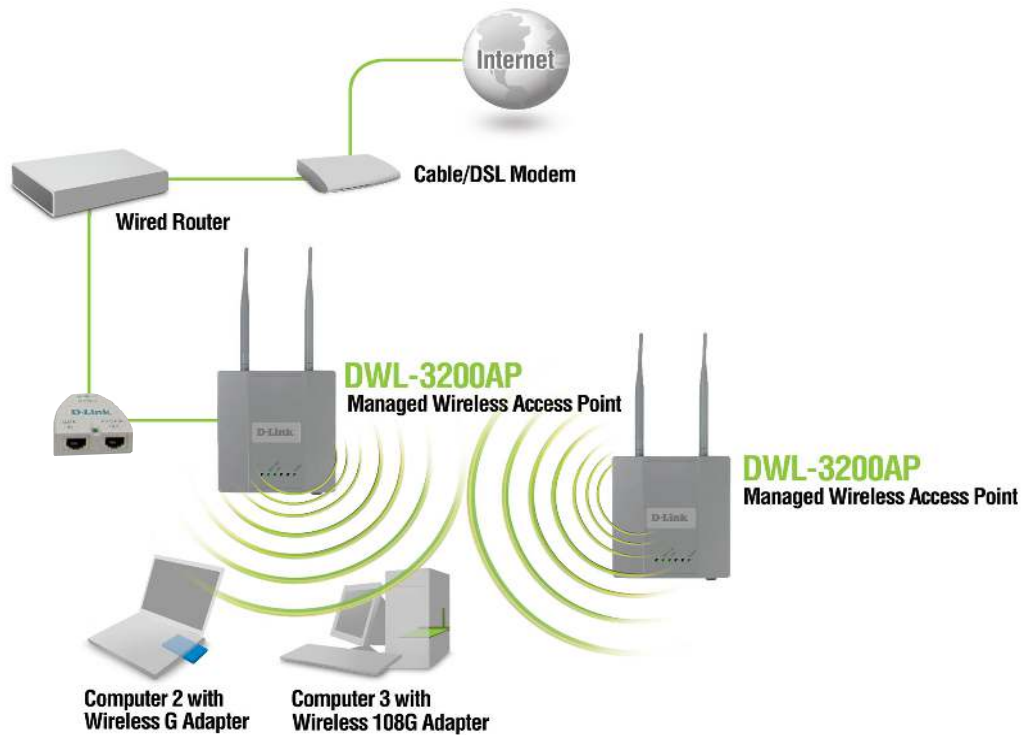 Internet
Cable/DSL Modem
Wired Router
DWL-3200AP
Managed Wireless Access Point
D-Link
D-Link
DWL-3200AP
Managed Wireless Access Point
D-Link
Computer 2 with
Wireless G Adapter
Computer 3 with
Wireless 108G Adapter